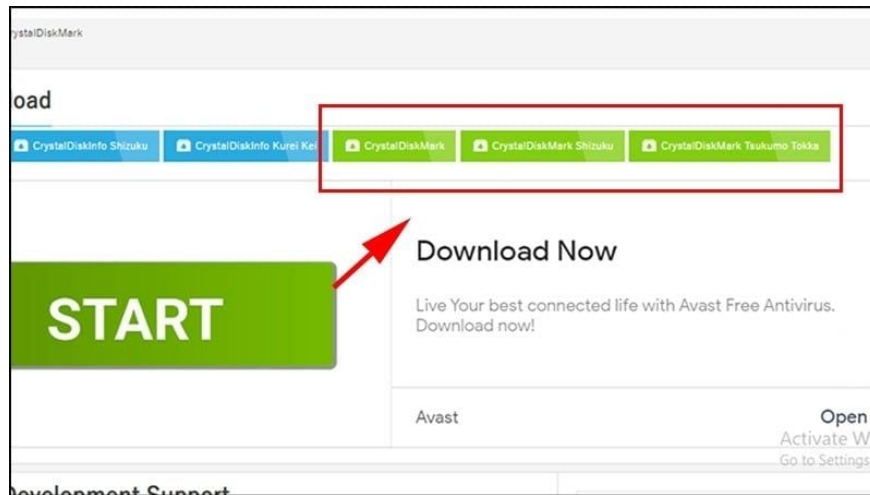 rystalDiskMark
load
CrystalDiskInfo Shizuku
CrystalDiskInfo Kurei Kei
CrystalDiskMark
CrystalDiskMark Shizuku
CrystalDiskMark Tsukumo Tokka
START
Download Now
Live Your best connected life with Avast Free Antivirus.
Download now!
Avast
Open
Activate W
Go to Settings
Development Support